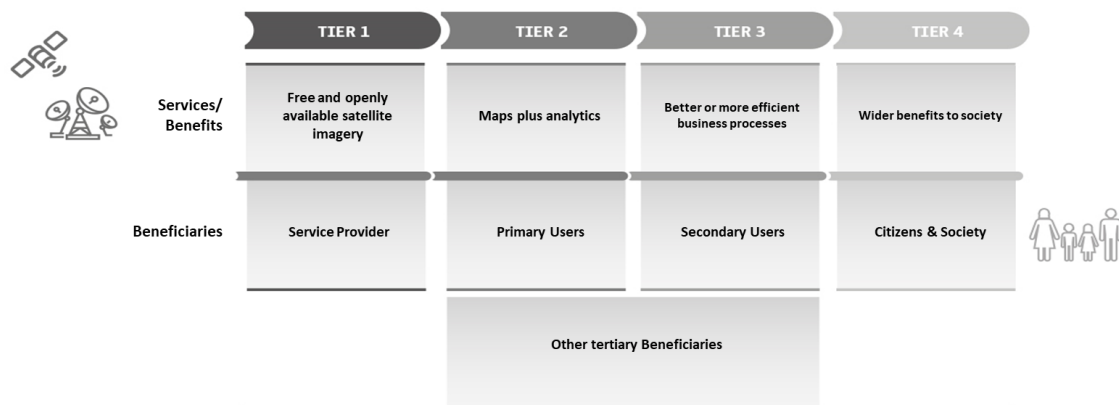 TIER 1
TIER 2
TIER 3
TIER 4
Services/
Benefits
Free and openly
available satellite
imagery
Maps plus analytics
Better or more efficient
business processes
Wider benefits to society
Beneficiaries
Service Provider
Primary Users
Secondary Users
Citizens & Society
Other tertiary Beneficiaries